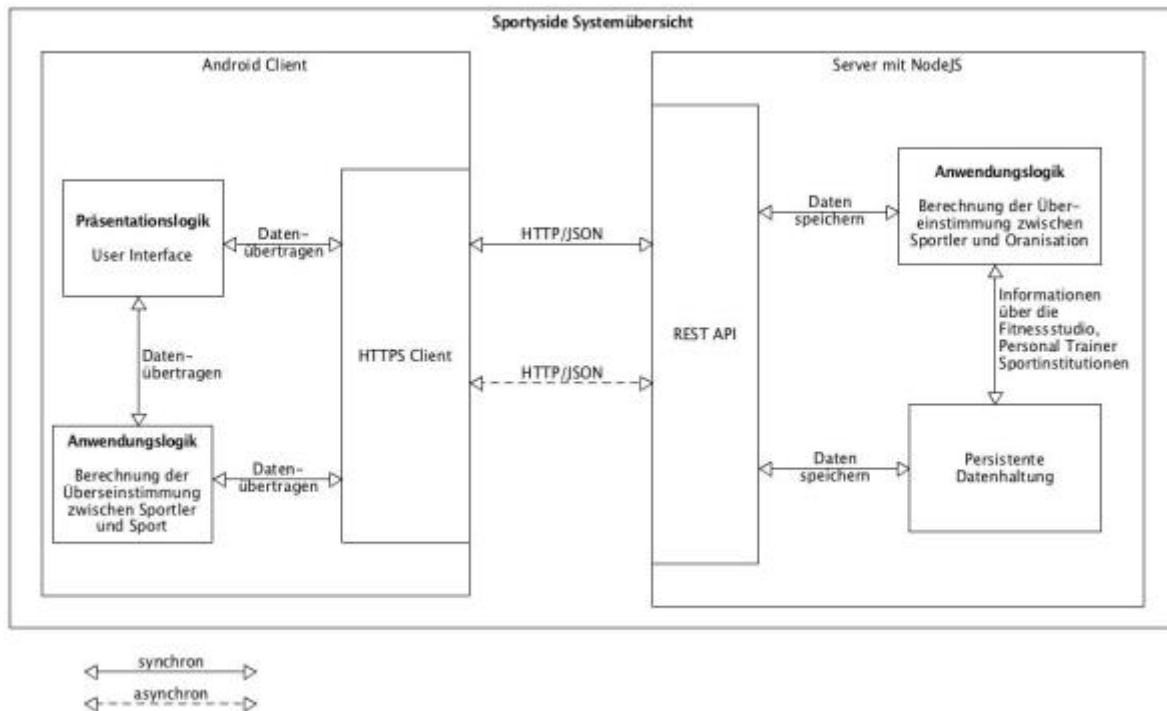 Sportyside Systemübersicht
Android Client
Server mit NodeJS
Präsentationslogik
User Interface
Daten-
übertragen
Daten-
übertragen
Anwendungslogik
Berechnung der
Überseinstimmung
zwischen Sportler
und Sport
Daten-
übertragen
HTTPS Client
HTTP/JSON
HTTP/JSON
REST API
Daten
speichern
Anwendungslogik
Berechnung der Über-
einstimmung zwischen
Sportler und Oranisation
Informationen
über die
Fitnessstudio,
Personal Trainer
Sportinstitutionen
Daten
speichern
Persistente
Datenhaltung
synchron
asynchron